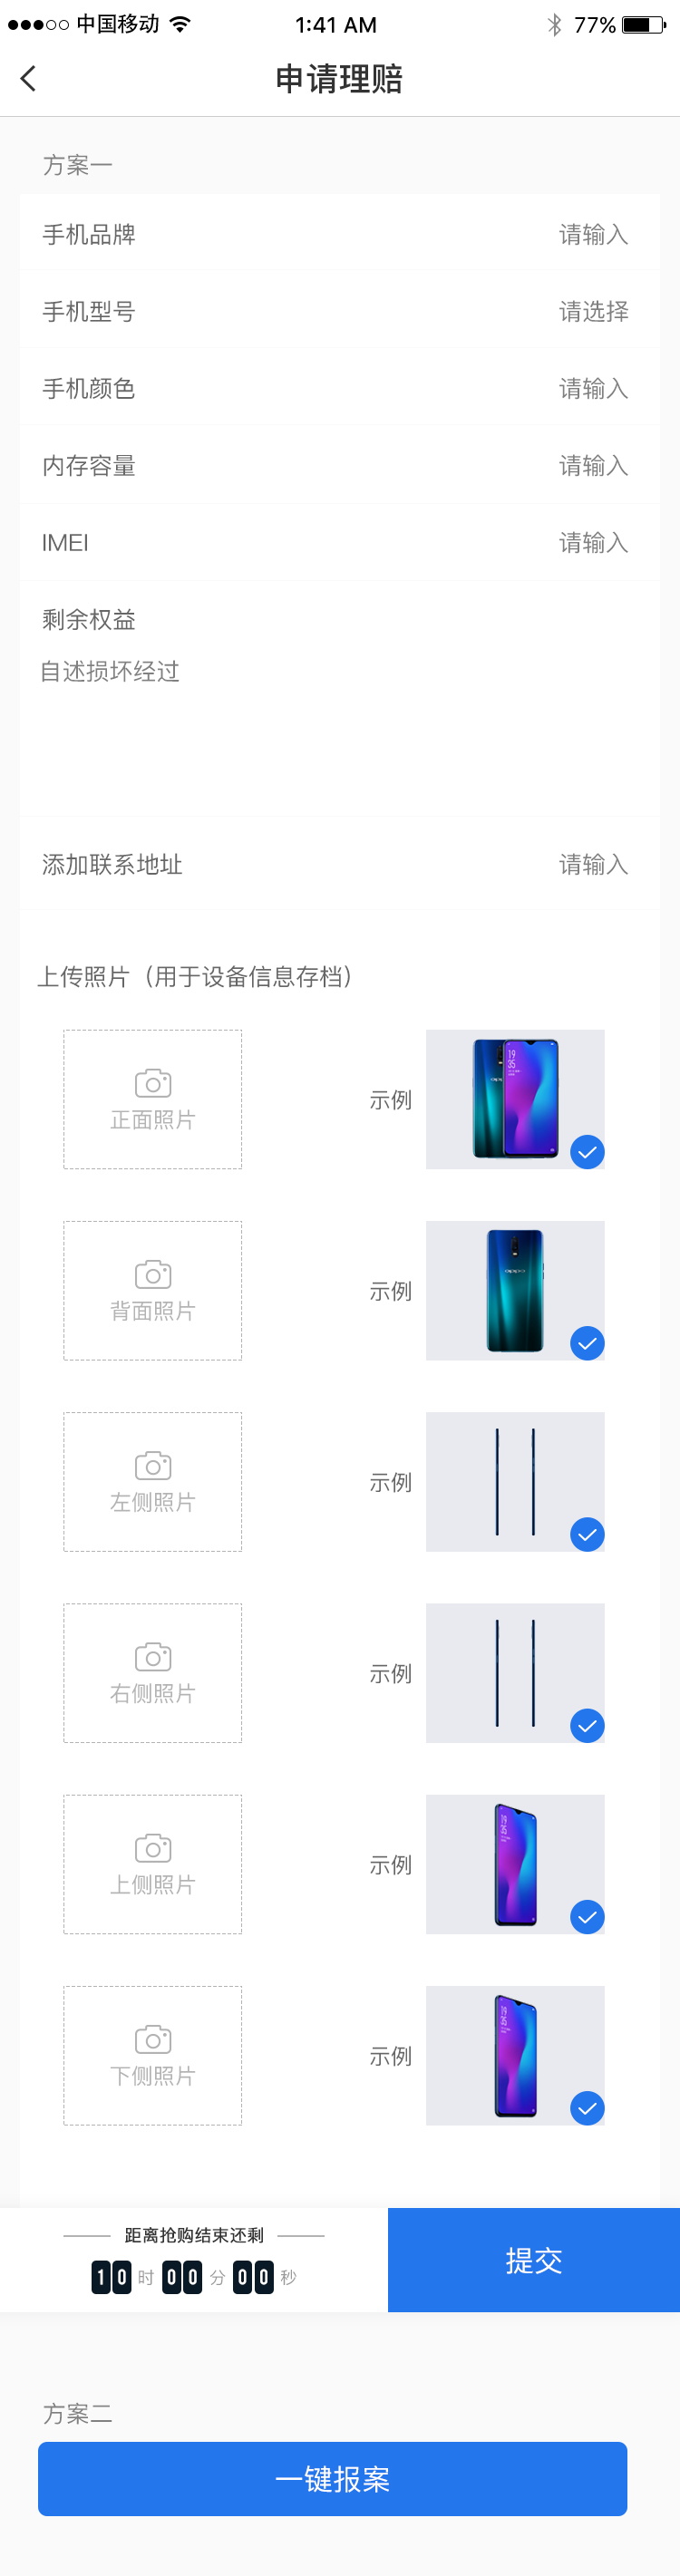 中国移动 1:41 AM 77%
申请理赔
方案一
手机品牌 请输入
手机型号 请选择
手机颜色 请输入
内存容量 请输入
IMEI 请输入
剩余权益
自述损坏经过
添加联系地址 请输入
上传照片（用于设备信息存档）
正面照片 示例
背面照片 示例
左侧照片 示例
右侧照片 示例
上侧照片 示例
下侧照片 示例
距离抢购结束还剩
10时00分00秒
提交
方案二
一键报案